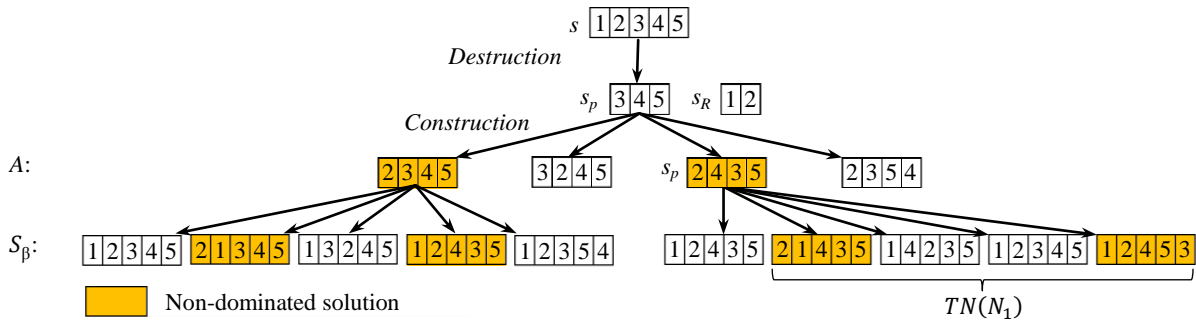 s 1 2 3 4 5
Destruction
s_p 3 4 5 s_R 1 2
Construction
A: 2 3 4 5 3 2 4 5 s_p 2 4 3 5 2 3 5 4
S_β: 1 2 3 4 5 2 1 3 4 5 1 3 2 4 5 1 2 4 3 5 1 2 3 5 4 1 2 4 3 5 2 1 4 3 5 1 4 2 3 5 1 2 3 4 5 1 2 4 5 3
Non-dominated solution
TN(N_1)